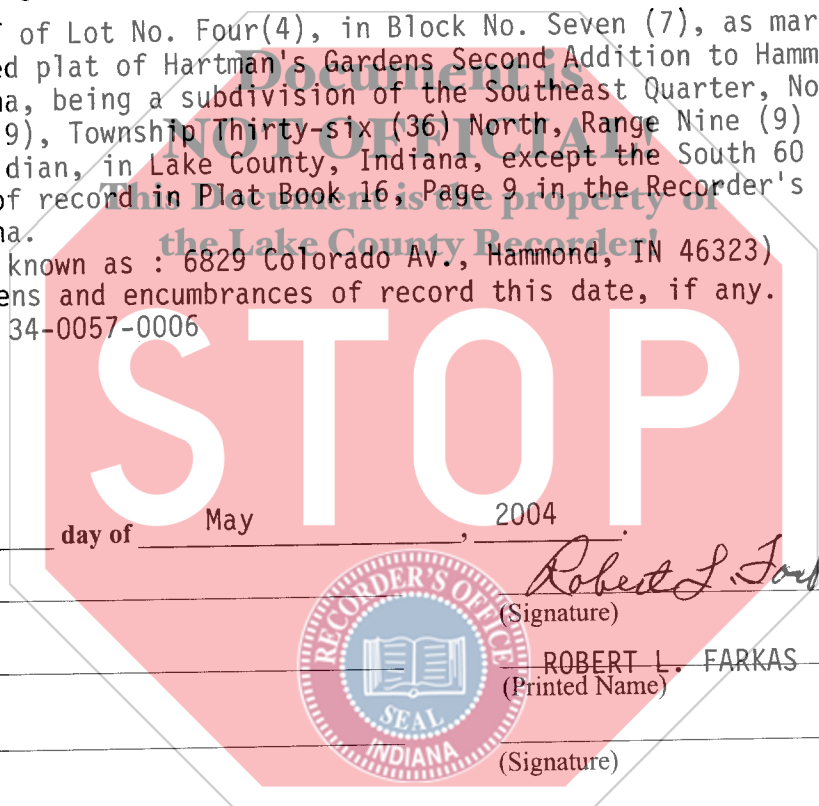 of Lot No. Four(4), in Block No. Seven (7), as mar
ed plat of Hartman's Gardens Second Addition to Hamm
Document is
na, being a subdivision of the Southeast Quarter, No
9), Township Thirty-six (36) North, Range Nine (9)
NOT OFFICIAL!
dian, in Lake County, Indiana, except the South 60
of record in Plat Book 16, Page 9 in the Recorder's
This Document is the property of
na.
the Lake County Recorder!
known as : 6829 Colorado Av., Hammond, IN 46323)
ens and encumbrances of record this date, if any.
34-0057-0006
STOP
day of May , 2004 .
Robert L.
(Signature)
RECORDER'S OFFICE
ROBERT L. FARKAS
(Printed Name)
SEAL
INDIANA
(Signature)